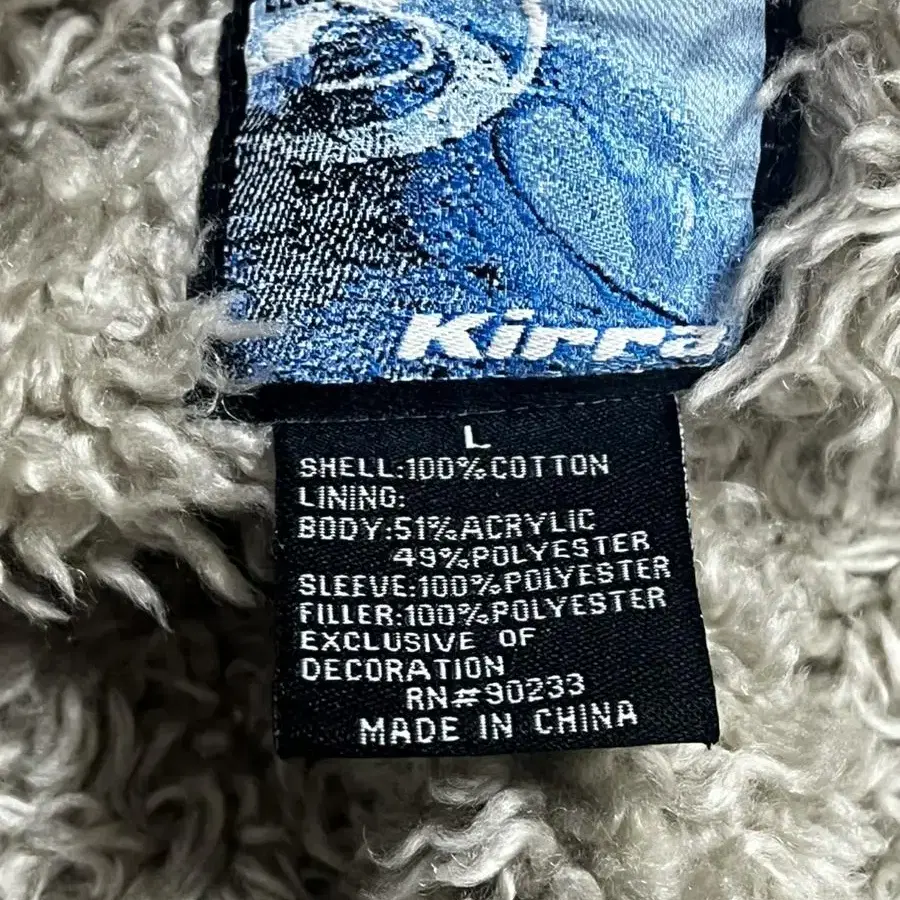 Kirra
L
SHELL:100%COTTON
LINING:
BODY:51%ACRYLIC
49%POLYESTER
SLEEVE:100%POLYESTER
FILLER:100%POLYESTER
EXCLUSIVE OF
DECORATION
RN#90233
MADE IN CHINA